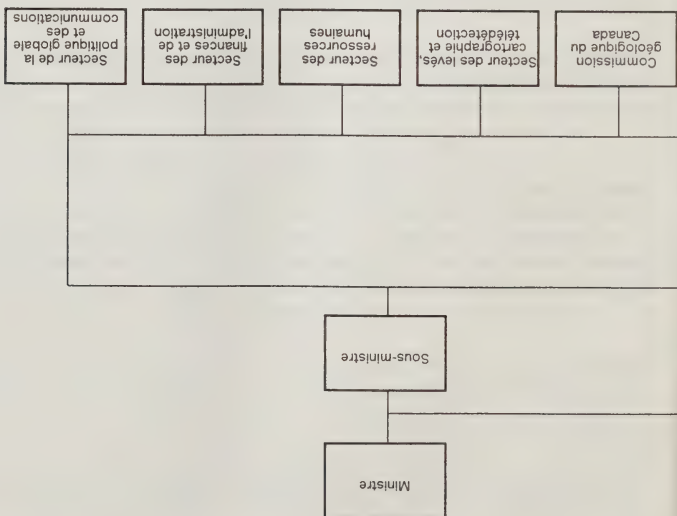 Ministre
Sous-ministre
Commission
géologique du
Canada
Secteur des levés,
cartographie et
télédétection
Secteur des
ressources
humaines
Secteur des
finances et de
l'administration
Secteur de la
politique globale
et des
communications